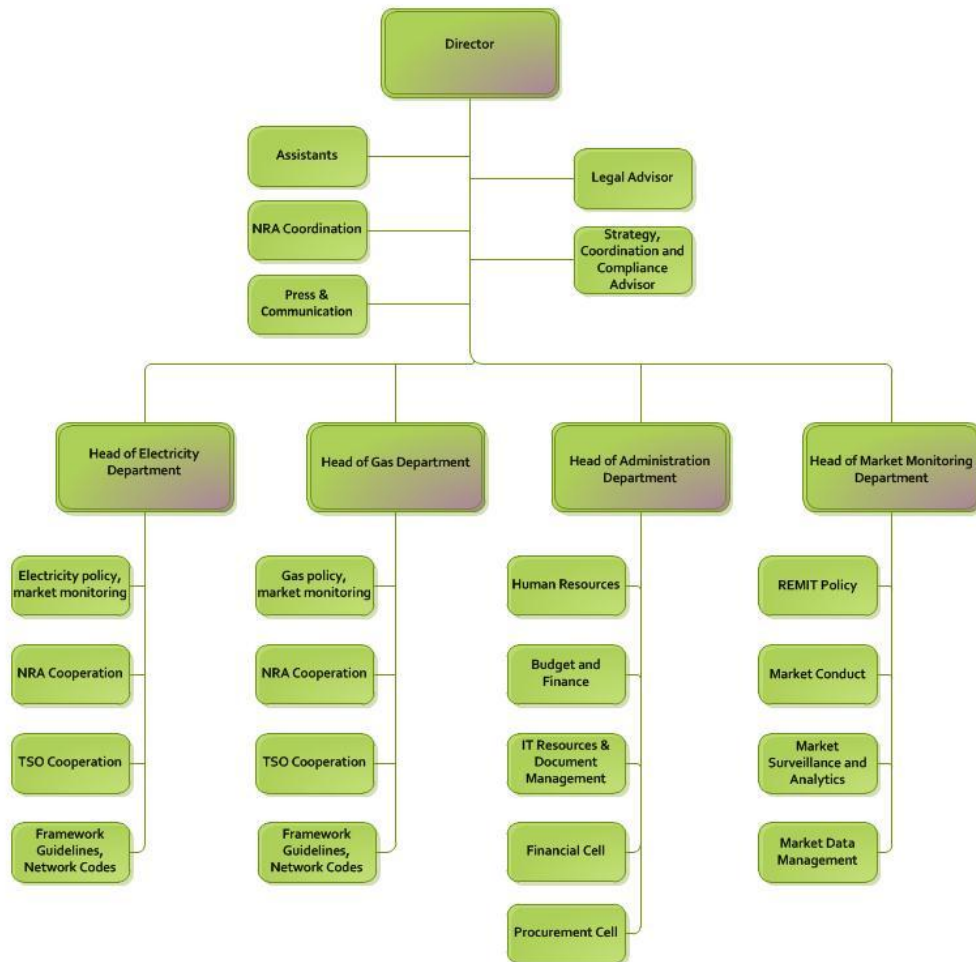 Director
Assistants
Legal Advisor
NRA Coordination
Strategy,
Coordination and
Compliance
Advisor
Press &
Communication
Head of Electricity
Department
Head of Gas Department
Head of Administration
Department
Head of Market Monitoring
Department
Electricity policy,
market monitoring
NRA Cooperation
TSO Cooperation
Framework
Guidelines,
Network Codes
Gas policy,
market monitoring
NRA Cooperation
TSO Cooperation
Framework
Guidelines,
Network Codes
Human Resources
Budget and
Finance
IT Resources &
Document
Management
Financial Cell
Procurement Cell
REMIT Policy
Market Conduct
Market
Surveillance and
Analytics
Market Data
Management